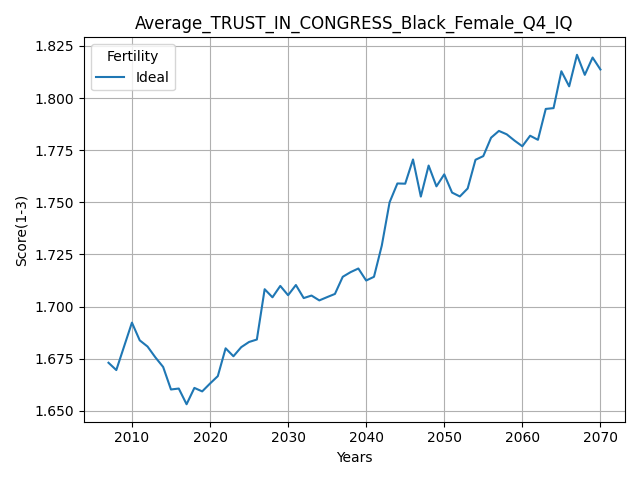 Average_TRUST_IN_CONGRESS_Black_Female_Q4_IQ
Fertility
Ideal
Score(1-3)
1.825
1.800
1.775
1.750
1.725
1.700
1.675
1.650
2010 2020 2030 2040 2050 2060 2070
Years